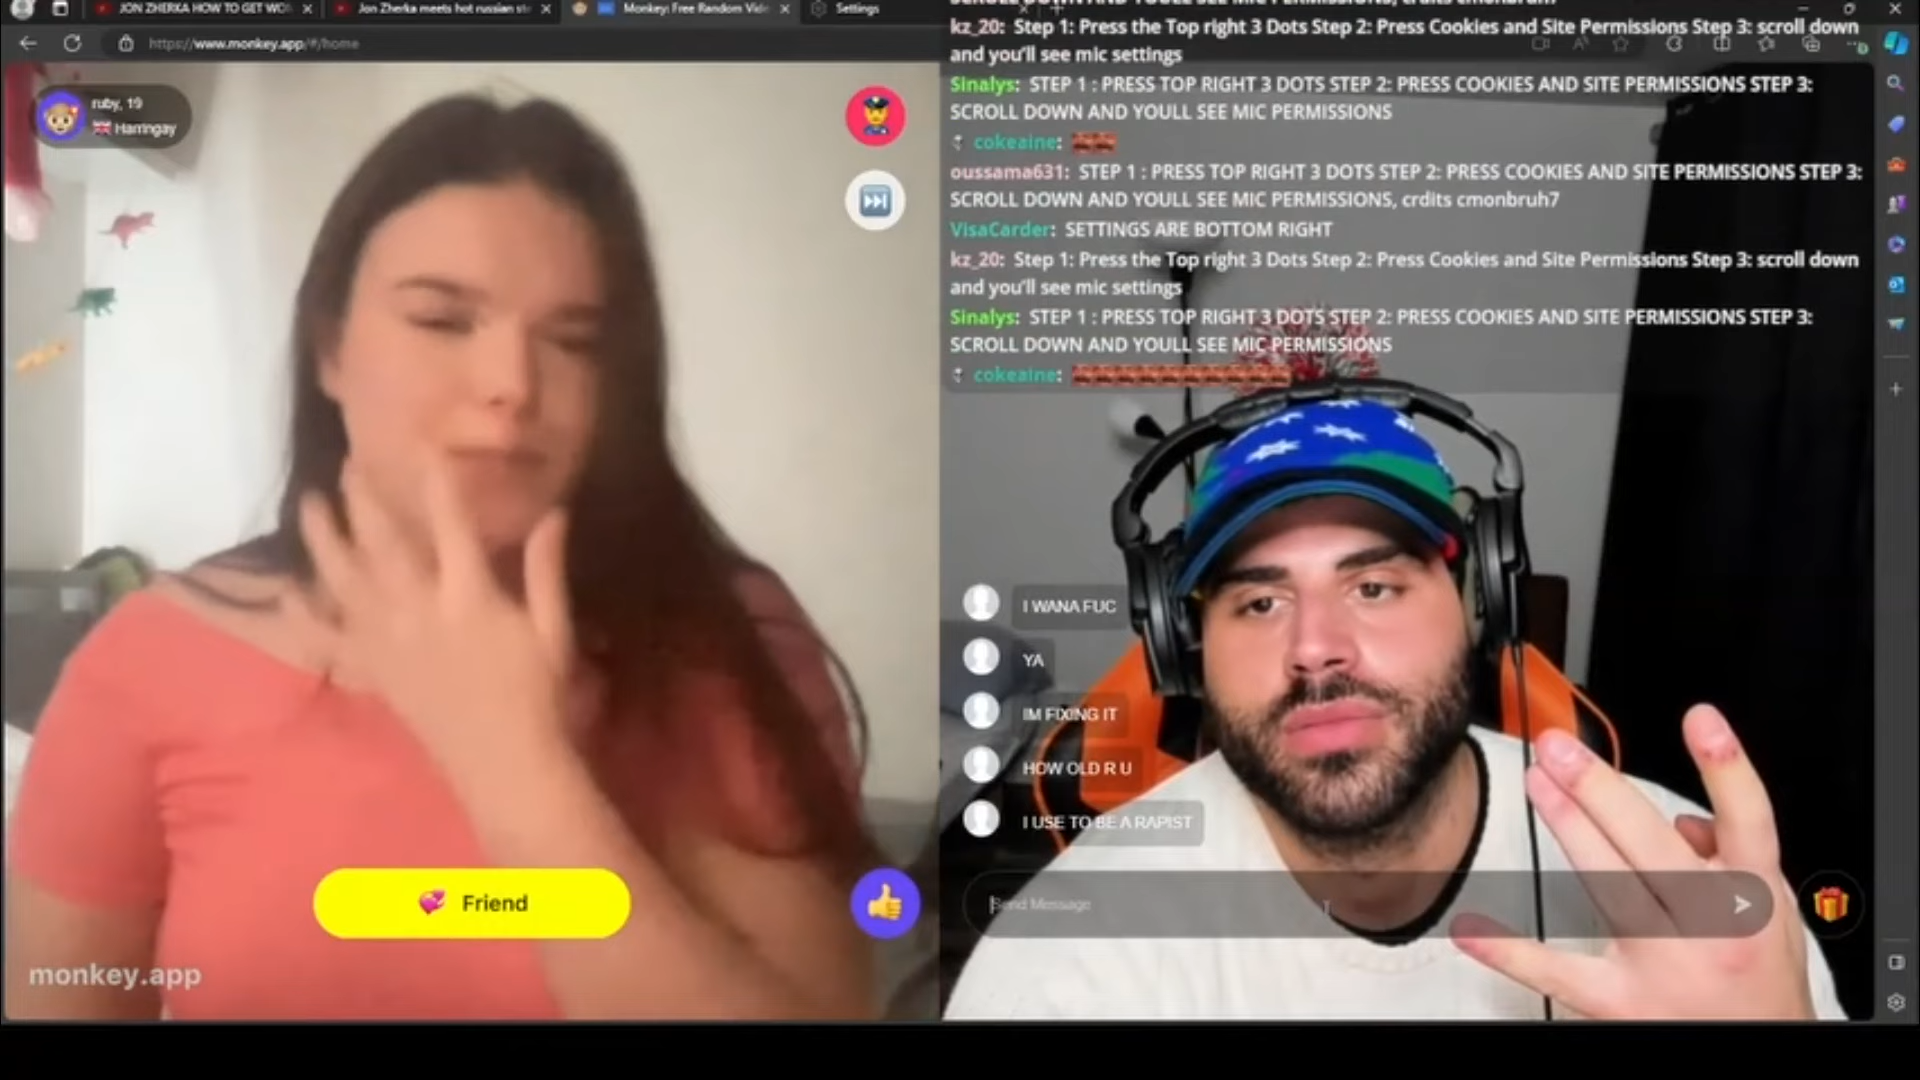 JON ZHERKA HOW TO GET WO
Jon Zherka meets hot russian str
Monkey: Free Random Vide
Settings
https://www.monkey.app/#/home
ruby, 19
Harringay
kz_20: Step 1: Press the Top right 3 Dots Step 2: Press Cookies and Site Permissions Step 3: scroll down
and you'll see mic settings
Sinalys: STEP 1 : PRESS TOP RIGHT 3 DOTS STEP 2: PRESS COOKIES AND SITE PERMISSIONS STEP 3:
SCROLL DOWN AND YOULL SEE MIC PERMISSIONS
cokeaine:
oussama631: STEP 1 : PRESS TOP RIGHT 3 DOTS STEP 2: PRESS COOKIES AND SITE PERMISSIONS STEP 3:
SCROLL DOWN AND YOULL SEE MIC PERMISSIONS, crdits cmonbruh7
VisaCarder: SETTINGS ARE BOTTOM RIGHT
kz_20: Step 1: Press the Top right 3 Dots Step 2: Press Cookies and Site Permissions Step 3: scroll down
and you'll see mic settings
Sinalys: STEP 1 : PRESS TOP RIGHT 3 DOTS STEP 2: PRESS COOKIES AND SITE PERMISSIONS STEP 3:
SCROLL DOWN AND YOULL SEE MIC PERMISSIONS
cokeaine:
I WANA FUC
YA
IM FIXING IT
HOW OLD R U
I USE TO BE A RAPIST
Send Message
Friend
monkey.app